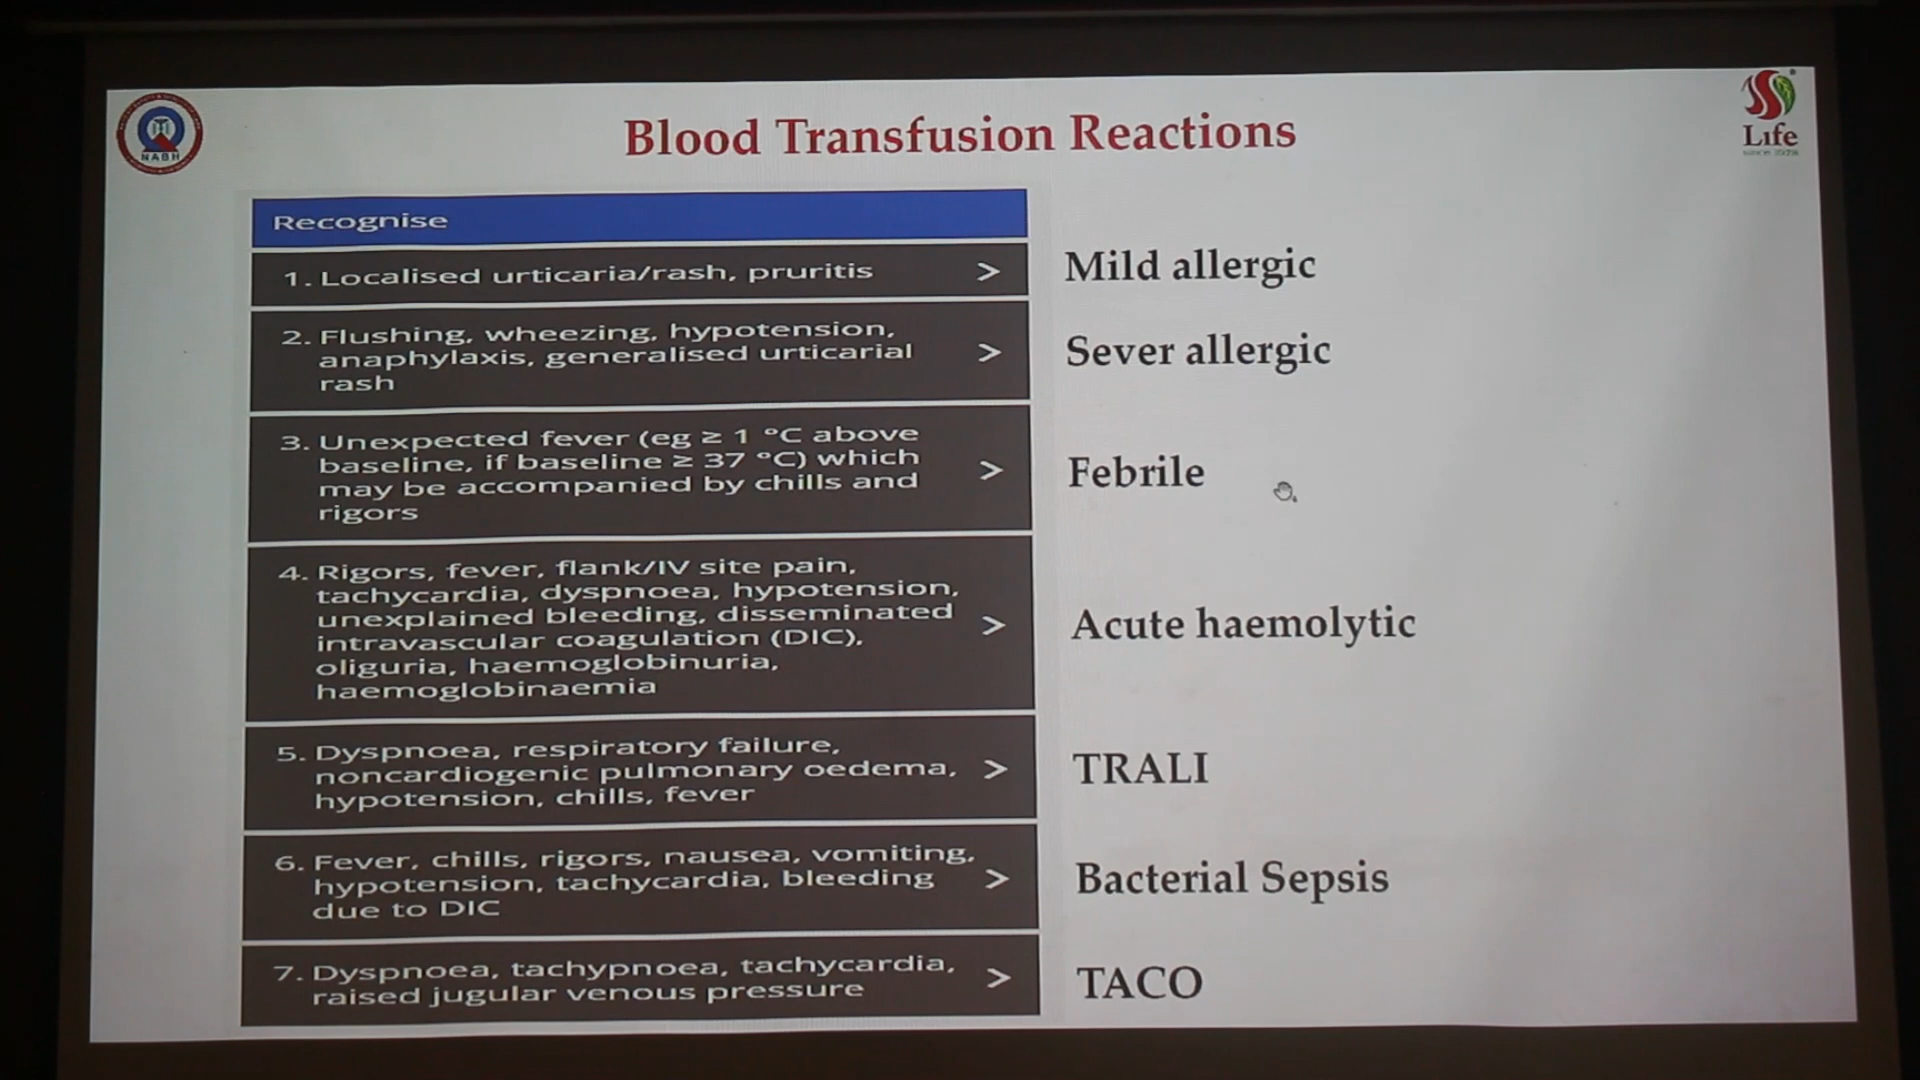 NABH
Life
Blood Transfusion Reactions
Recognise
1. Localised urticaria/rash, pruritis >
Mild allergic
2. Flushing, wheezing, hypotension,
anaphylaxis, generalised urticarial >
rash
Sever allergic
3. Unexpected fever (eg ≥ 1 °C above
baseline, if baseline ≥ 37 °C) which
may be accompanied by chills and >
rigors
Febrile
4. Rigors, fever, flank/IV site pain,
tachycardia, dyspnoea, hypotension,
unexplained bleeding, disseminated
intravascular coagulation (DIC), >
oliguria, haemoglobinuria,
haemoglobinaemia
Acute haemolytic
5. Dyspnoea, respiratory failure,
noncardiogenic pulmonary oedema, >
hypotension, chills, fever
TRALI
6. Fever, chills, rigors, nausea, vomiting,
hypotension, tachycardia, bleeding >
due to DIC
Bacterial Sepsis
7. Dyspnoea, tachypnoea, tachycardia,
raised jugular venous pressure >
TACO